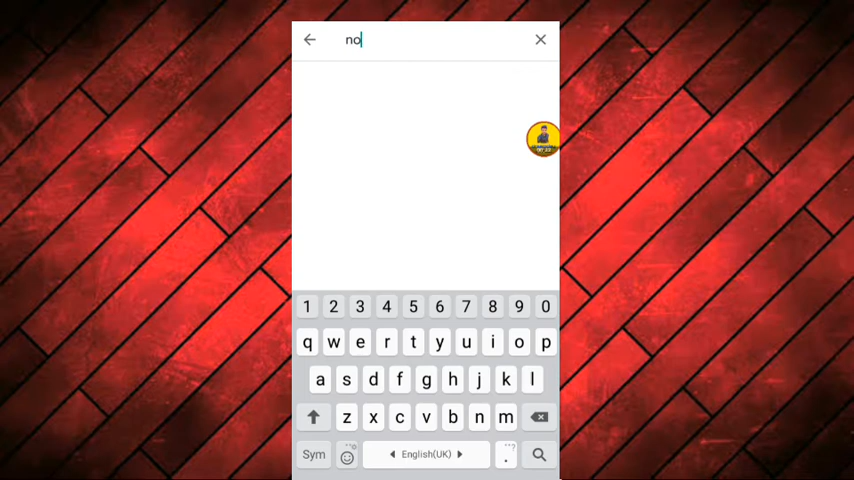 no
1 2 3 4 5 6 7 8 9 0
q w e r t y u i o p
a s d f g h j k l
z x c v b n m
Sym English(UK) .